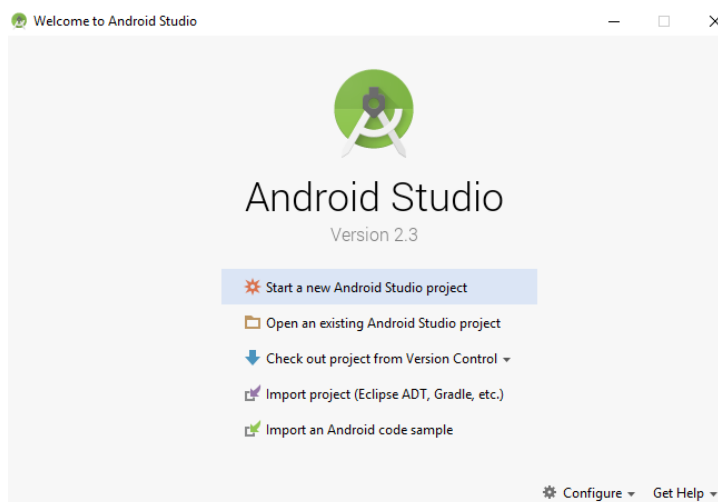 Welcome to Android Studio
Android Studio
Version 2.3
Start a new Android Studio project
Open an existing Android Studio project
Check out project from Version Control
Import project (Eclipse ADT, Gradle, etc.)
Import an Android code sample
Configure Get Help